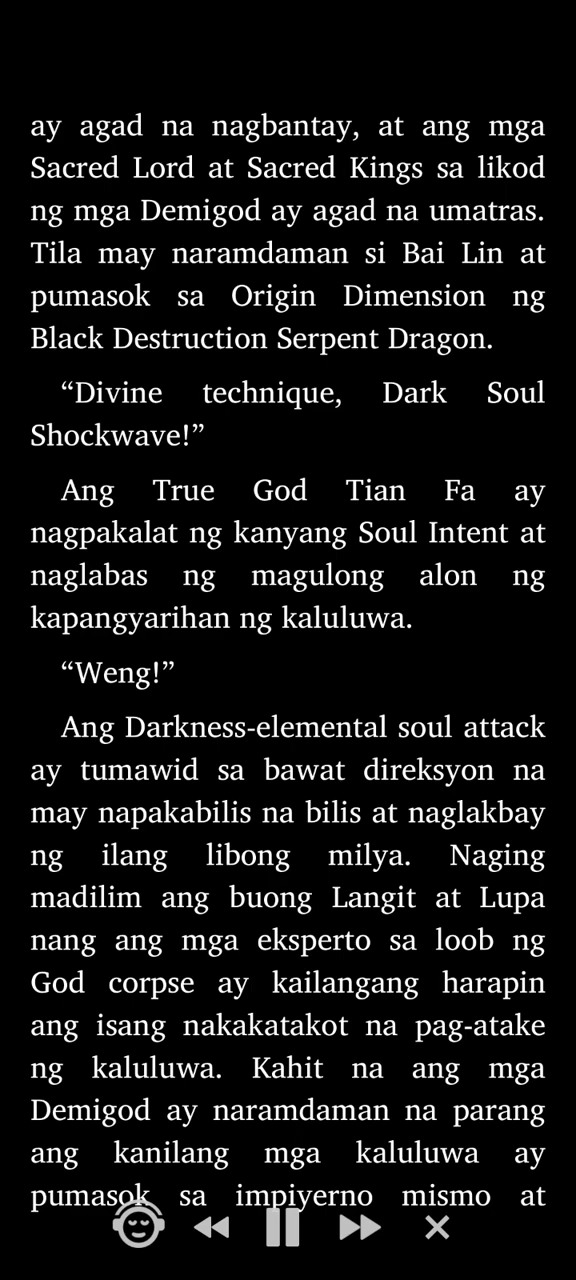 ay agad na nagbantay, at ang mga
Sacred Lord at Sacred Kings sa likod
ng mga Demigod ay agad na umatras.
Tila may naramdaman si Bai Lin at
pumasok sa Origin Dimension ng
Black Destruction Serpent Dragon.
“Divine technique, Dark Soul
Shockwave!”
Ang True God Tian Fa ay
nagpakalat ng kanyang Soul Intent at
naglabas ng magulong alon ng
kapangyarihan ng kaluluwa.
“Weng!”
Ang Darkness-elemental soul attack
ay tumawid sa bawat direksyon na
may napakabilis na bilis at naglakbay
ng ilang libong milya. Naging
madilim ang buong Langit at Lupa
nang ang mga eksperto sa loob ng
God corpse ay kailangang harapin
ang isang nakakatakot na pag-atake
ng kaluluwa. Kahit na ang mga
Demigod ay naramdaman na parang
ang kanilang mga kaluluwa ay
pumasok sa impiyerno mismo at